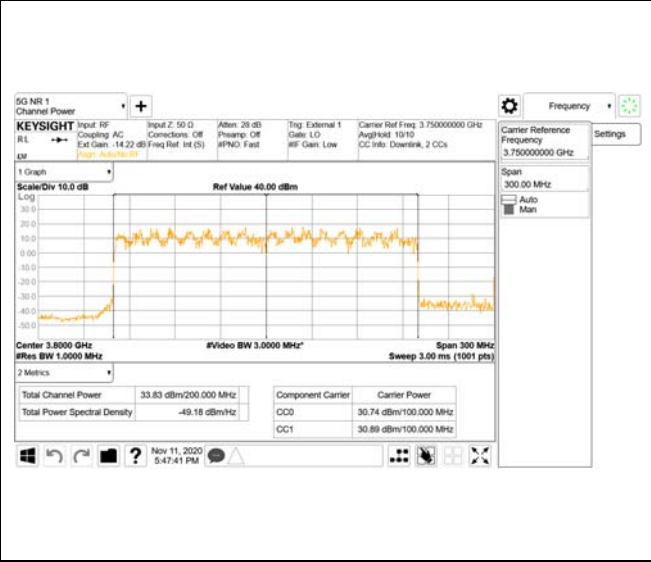 5G NR 1
Channel Power
Frequency
KEYSIGHT
Input: RF
Input Z: 50 Ω
Atten: 28 dB
Trig: External 1
Carrier Ref Freq: 3.750000000 GHz
RL
Coupling: AC
Corrections: Off
Preamp: Off
Gate: LO
Avg|Hold: 10/10
Ext Gain: -14.22 dB
Freq Ref: Int (S)
#PNO: Fast
#IF Gain: Low
CC Info: Downlink, 2 CCs
Align: Auto/No RF
Carrier Reference
Frequency
3.750000000 GHz
Settings
Span
300.00 MHz
Auto
Man
1 Graph
Scale/Div 10.0 dB
Ref Value 40.00 dBm
Log
30.0
20.0
10.0
0.00
-10.0
-20.0
-30.0
-40.0
-50.0
Center 3.8000 GHz
#Video BW 3.0000 MHz*
Span 300 MHz
#Res BW 1.0000 MHz
Sweep 3.00 ms (1001 pts)
2 Metrics
Total Channel Power
33.83 dBm/200.000 MHz
Total Power Spectral Density
-49.18 dBm/Hz
Component Carrier
Carrier Power
CC0
30.74 dBm/100.000 MHz
CC1
30.89 dBm/100.000 MHz
?
Nov 11, 2020
5:47:41 PM